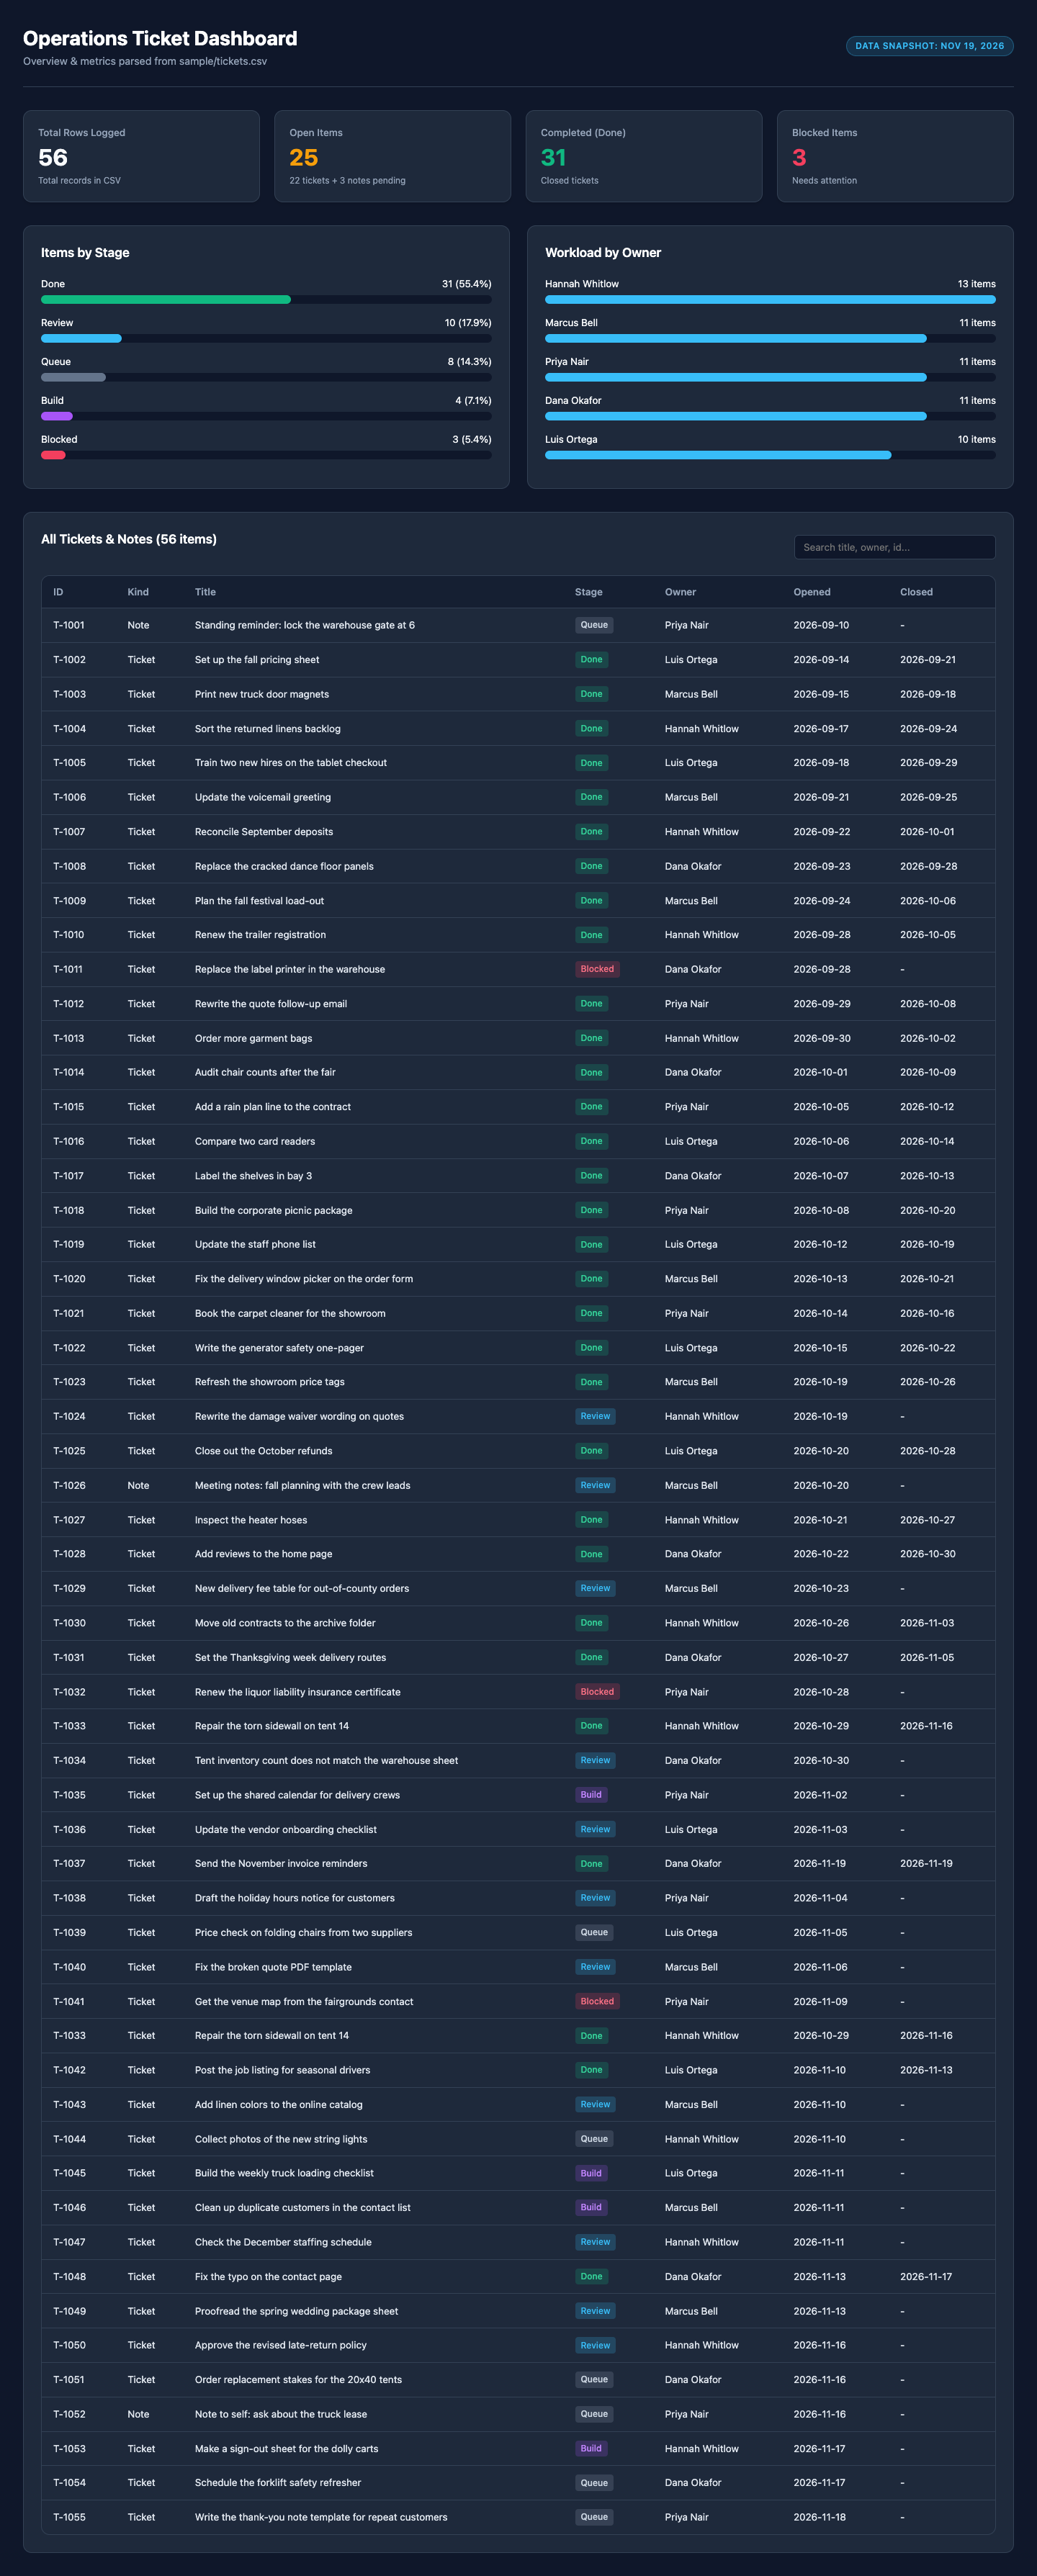 Operations Ticket Dashboard
Overview & metrics parsed from sample/tickets.csv
DATA SNAPSHOT: NOV 19, 2026
Total Rows Logged
56
Total records in CSV
Open Items
25
22 tickets + 3 notes pending
Completed (Done)
31
Closed tickets
Blocked Items
3
Needs attention
Items by Stage
Done 31 (55.4%)
Review 10 (17.9%)
Queue 8 (14.3%)
Build 4 (7.1%)
Blocked 3 (5.4%)
Workload by Owner
Hannah Whitlow 13 items
Marcus Bell 11 items
Priya Nair 11 items
Dana Okafor 11 items
Luis Ortega 10 items
All Tickets & Notes (56 items)
Search title, owner, id...
ID Kind Title Stage Owner Opened Closed
T-1001 Note Standing reminder: lock the warehouse gate at 6 Queue Priya Nair 2026-09-10 -
T-1002 Ticket Set up the fall pricing sheet Done Luis Ortega 2026-09-14 2026-09-21
T-1003 Ticket Print new truck door magnets Done Marcus Bell 2026-09-15 2026-09-18
T-1004 Ticket Sort the returned linens backlog Done Hannah Whitlow 2026-09-17 2026-09-24
T-1005 Ticket Train two new hires on the tablet checkout Done Luis Ortega 2026-09-18 2026-09-29
T-1006 Ticket Update the voicemail greeting Done Marcus Bell 2026-09-21 2026-09-25
T-1007 Ticket Reconcile September deposits Done Hannah Whitlow 2026-09-22 2026-10-01
T-1008 Ticket Replace the cracked dance floor panels Done Dana Okafor 2026-09-23 2026-09-28
T-1009 Ticket Plan the fall festival load-out Done Marcus Bell 2026-09-24 2026-10-06
T-1010 Ticket Renew the trailer registration Done Hannah Whitlow 2026-09-28 2026-10-05
T-1011 Ticket Replace the label printer in the warehouse Blocked Dana Okafor 2026-09-28 -
T-1012 Ticket Rewrite the quote follow-up email Done Priya Nair 2026-09-29 2026-10-08
T-1013 Ticket Order more garment bags Done Hannah Whitlow 2026-09-30 2026-10-02
T-1014 Ticket Audit chair counts after the fair Done Dana Okafor 2026-10-01 2026-10-09
T-1015 Ticket Add a rain plan line to the contract Done Priya Nair 2026-10-05 2026-10-12
T-1016 Ticket Compare two card readers Done Luis Ortega 2026-10-06 2026-10-14
T-1017 Ticket Label the shelves in bay 3 Done Dana Okafor 2026-10-07 2026-10-13
T-1018 Ticket Build the corporate picnic package Done Priya Nair 2026-10-08 2026-10-20
T-1019 Ticket Update the staff phone list Done Luis Ortega 2026-10-12 2026-10-19
T-1020 Ticket Fix the delivery window picker on the order form Done Marcus Bell 2026-10-13 2026-10-21
T-1021 Ticket Book the carpet cleaner for the showroom Done Priya Nair 2026-10-14 2026-10-16
T-1022 Ticket Write the generator safety one-pager Done Luis Ortega 2026-10-15 2026-10-22
T-1023 Ticket Refresh the showroom price tags Done Marcus Bell 2026-10-19 2026-10-26
T-1024 Ticket Rewrite the damage waiver wording on quotes Review Hannah Whitlow 2026-10-19 -
T-1025 Ticket Close out the October refunds Done Luis Ortega 2026-10-20 2026-10-28
T-1026 Note Meeting notes: fall planning with the crew leads Review Marcus Bell 2026-10-20 -
T-1027 Ticket Inspect the heater hoses Done Hannah Whitlow 2026-10-21 2026-10-27
T-1028 Ticket Add reviews to the home page Done Dana Okafor 2026-10-22 2026-10-30
T-1029 Ticket New delivery fee table for out-of-county orders Review Marcus Bell 2026-10-23 -
T-1030 Ticket Move old contracts to the archive folder Done Hannah Whitlow 2026-10-26 2026-11-03
T-1031 Ticket Set the Thanksgiving week delivery routes Done Dana Okafor 2026-10-27 2026-11-05
T-1032 Ticket Renew the liquor liability insurance certificate Blocked Priya Nair 2026-10-28 -
T-1033 Ticket Repair the torn sidewall on tent 14 Done Hannah Whitlow 2026-10-29 2026-11-16
T-1034 Ticket Tent inventory count does not match the warehouse sheet Review Dana Okafor 2026-10-30 -
T-1035 Ticket Set up the shared calendar for delivery crews Build Priya Nair 2026-11-02 -
T-1036 Ticket Update the vendor onboarding checklist Review Luis Ortega 2026-11-03 -
T-1037 Ticket Send the November invoice reminders Done Dana Okafor 2026-11-19 2026-11-19
T-1038 Ticket Draft the holiday hours notice for customers Review Priya Nair 2026-11-04 -
T-1039 Ticket Price check on folding chairs from two suppliers Queue Luis Ortega 2026-11-05 -
T-1040 Ticket Fix the broken quote PDF template Review Marcus Bell 2026-11-06 -
T-1041 Ticket Get the venue map from the fairgrounds contact Blocked Priya Nair 2026-11-09 -
T-1033 Ticket Repair the torn sidewall on tent 14 Done Hannah Whitlow 2026-10-29 2026-11-16
T-1042 Ticket Post the job listing for seasonal drivers Done Luis Ortega 2026-11-10 2026-11-13
T-1043 Ticket Add linen colors to the online catalog Review Marcus Bell 2026-11-10 -
T-1044 Ticket Collect photos of the new string lights Queue Hannah Whitlow 2026-11-10 -
T-1045 Ticket Build the weekly truck loading checklist Build Luis Ortega 2026-11-11 -
T-1046 Ticket Clean up duplicate customers in the contact list Build Marcus Bell 2026-11-11 -
T-1047 Ticket Check the December staffing schedule Review Hannah Whitlow 2026-11-11 -
T-1048 Ticket Fix the typo on the contact page Done Dana Okafor 2026-11-13 2026-11-17
T-1049 Ticket Proofread the spring wedding package sheet Review Marcus Bell 2026-11-13 -
T-1050 Ticket Approve the revised late-return policy Review Hannah Whitlow 2026-11-16 -
T-1051 Ticket Order replacement stakes for the 20x40 tents Queue Dana Okafor 2026-11-16 -
T-1052 Note Note to self: ask about the truck lease Queue Priya Nair 2026-11-16 -
T-1053 Ticket Make a sign-out sheet for the dolly carts Build Hannah Whitlow 2026-11-17 -
T-1054 Ticket Schedule the forklift safety refresher Queue Dana Okafor 2026-11-17 -
T-1055 Ticket Write the thank-you note template for repeat customers Queue Priya Nair 2026-11-18 -